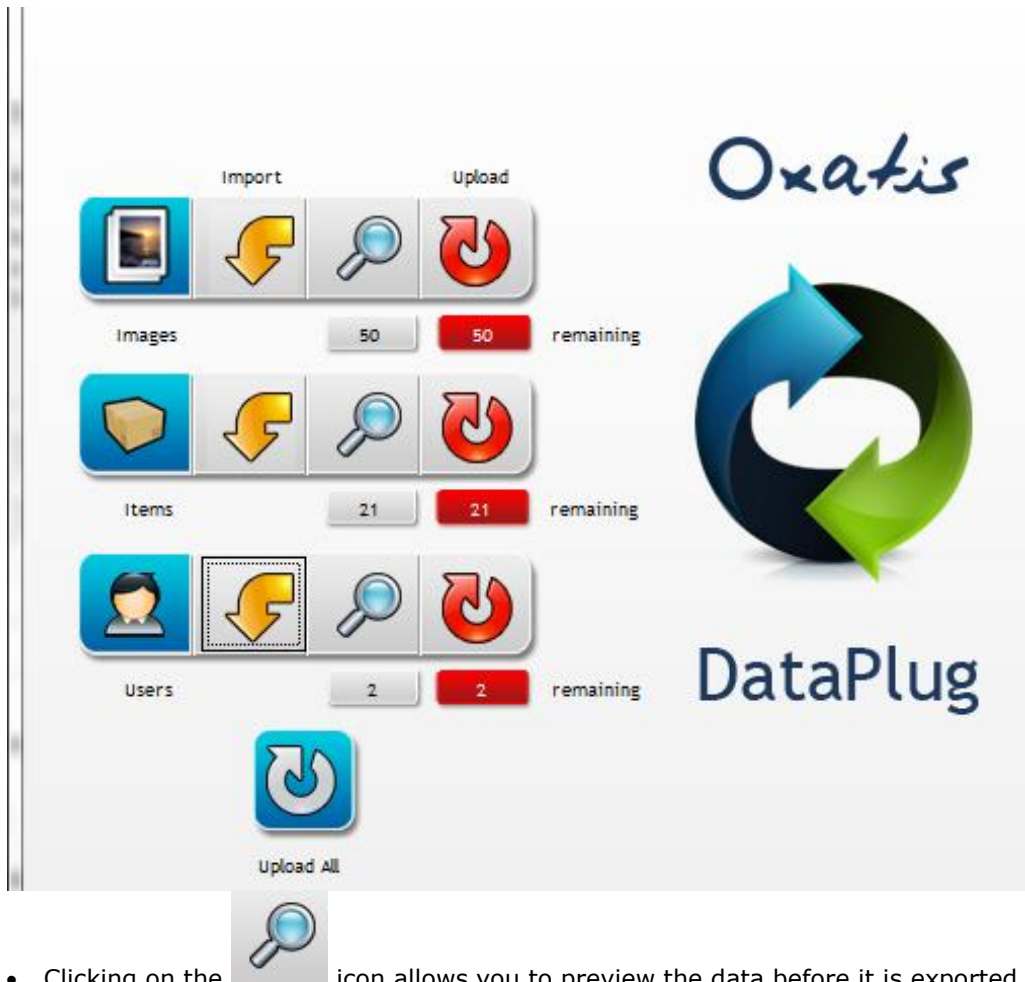 Oxatis
Import Upload
Images 50 50 remaining
Items 21 21 remaining
Users 2 2 remaining
DataPlug
Upload All
• Clicking on the icon allows you to preview the data before it is exported